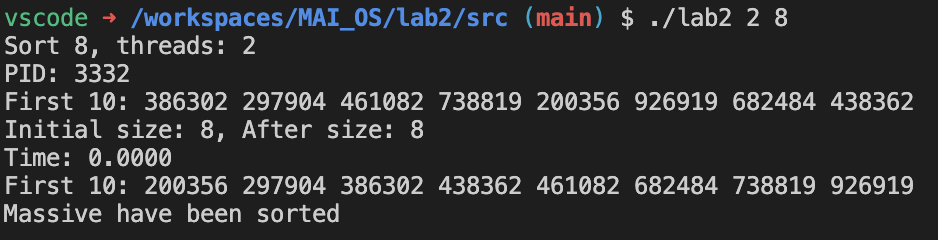 vscode → /workspaces/MAI_OS/lab2/src (main) $ ./lab2 2 8
Sort 8, threads: 2
PID: 3332
First 10: 386302 297904 461082 738819 200356 926919 682484 438362
Initial size: 8, After size: 8
Time: 0.0000
First 10: 200356 297904 386302 438362 461082 682484 738819 926919
Massive have been sorted